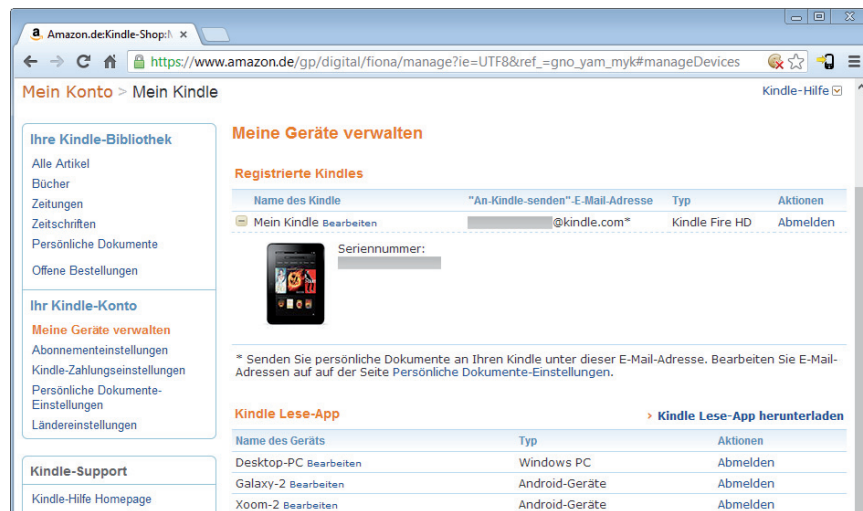 Amazon.de:Kindle-Shop:
https://www.amazon.de/gp/digital/fiona/manage?ie=UTF8&ref_=gno_yam_myk#manageDevices
Mein Konto > Mein Kindle
Kindle-Hilfe
Ihre Kindle-Bibliothek
Alle Artikel
Bücher
Zeitungen
Zeitschriften
Persönliche Dokumente
Offene Bestellungen
Ihr Kindle-Konto
Meine Geräte verwalten
Abonnementeinstellungen
Kindle-Zahlungseinstellungen
Persönliche Dokumente-
Einstellungen
Ländereinstellungen
Kindle-Support
Kindle-Hilfe Homepage
Meine Geräte verwalten
Registrierte Kindles
Name des Kindle "An-Kindle-senden"-E-Mail-Adresse Typ Aktionen
Mein Kindle Bearbeiten @kindle.com* Kindle Fire HD Abmelden
Seriennummer:
* Senden Sie persönliche Dokumente an Ihren Kindle unter dieser E-Mail-Adresse. Bearbeiten Sie E-Mail-
Adressen auf auf der Seite Persönliche Dokumente-Einstellungen.
Kindle Lese-App › Kindle Lese-App herunterladen
Name des Geräts Typ Aktionen
Desktop-PC Bearbeiten Windows PC Abmelden
Galaxy-2 Bearbeiten Android-Geräte Abmelden
Xoom-2 Bearbeiten Android-Geräte Abmelden